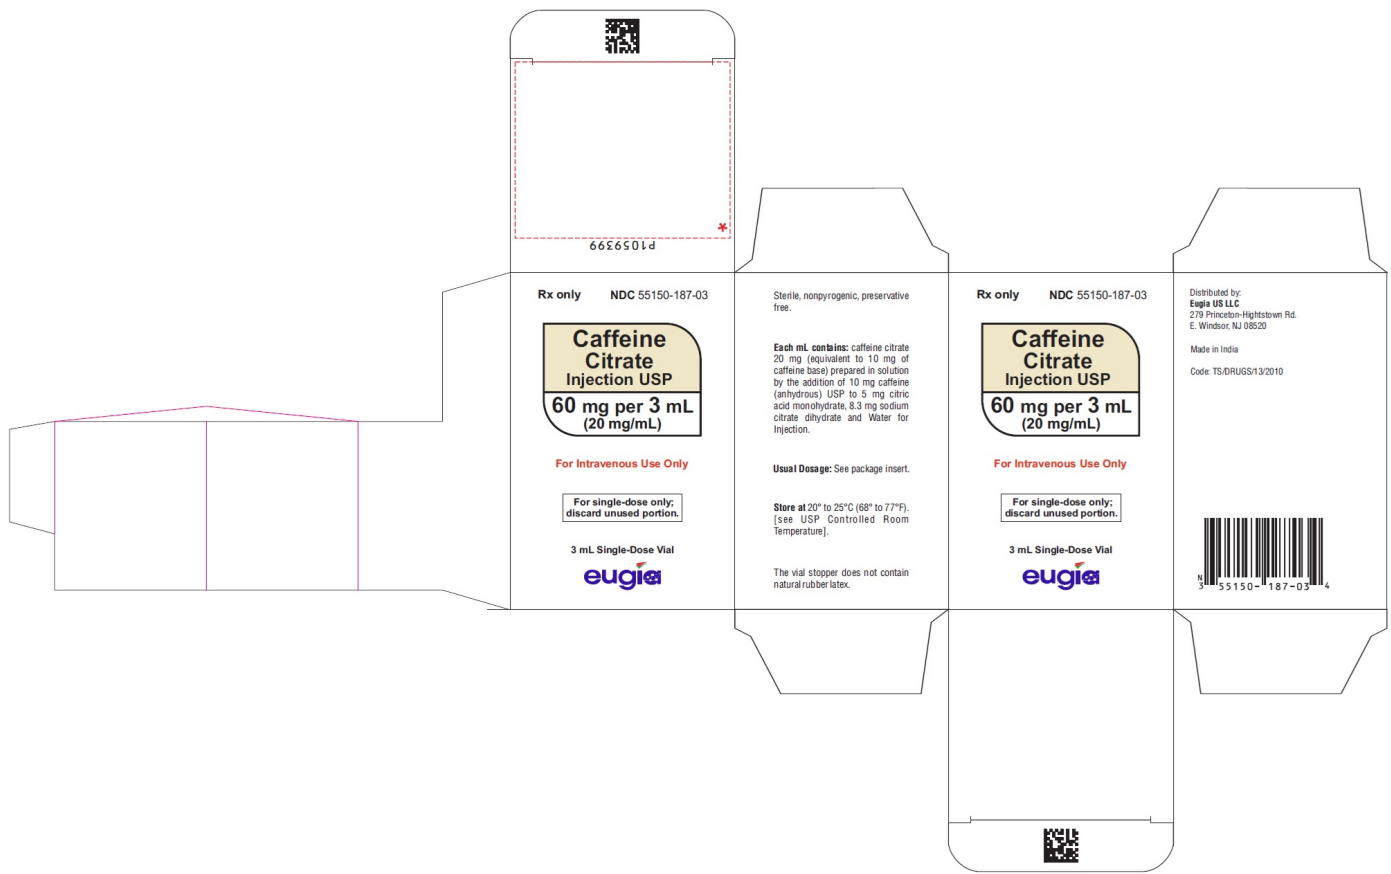 P1059399
Rx only NDC 55150-187-03
Caffeine
Citrate
Injection USP
60 mg per 3 mL
(20 mg/mL)
For Intravenous Use Only
For single-dose only;
discard unused portion.
3 mL Single-Dose Vial
eugia
Sterile, nonpyrogenic, preservative
free.
Each mL contains: caffeine citrate
20 mg (equivalent to 10 mg of
caffeine base) prepared in solution
by the addition of 10 mg caffeine
(anhydrous) USP to 5 mg citric
acid monohydrate, 8.3 mg sodium
citrate dihydrate and Water for
Injection.
Usual Dosage: See package insert.
Store at 20° to 25°C (68° to 77°F).
[see USP Controlled Room
Temperature].
The vial stopper does not contain
natural rubber latex.
Rx only NDC 55150-187-03
Caffeine
Citrate
Injection USP
60 mg per 3 mL
(20 mg/mL)
For Intravenous Use Only
For single-dose only;
discard unused portion.
3 mL Single-Dose Vial
eugia
Distributed by:
Eugia US LLC
279 Princeton-Hightstown Rd.
E. Windsor, NJ 08520
Made in India
Code: TS/DRUGS/13/2010
N
3 55150-187-03 4